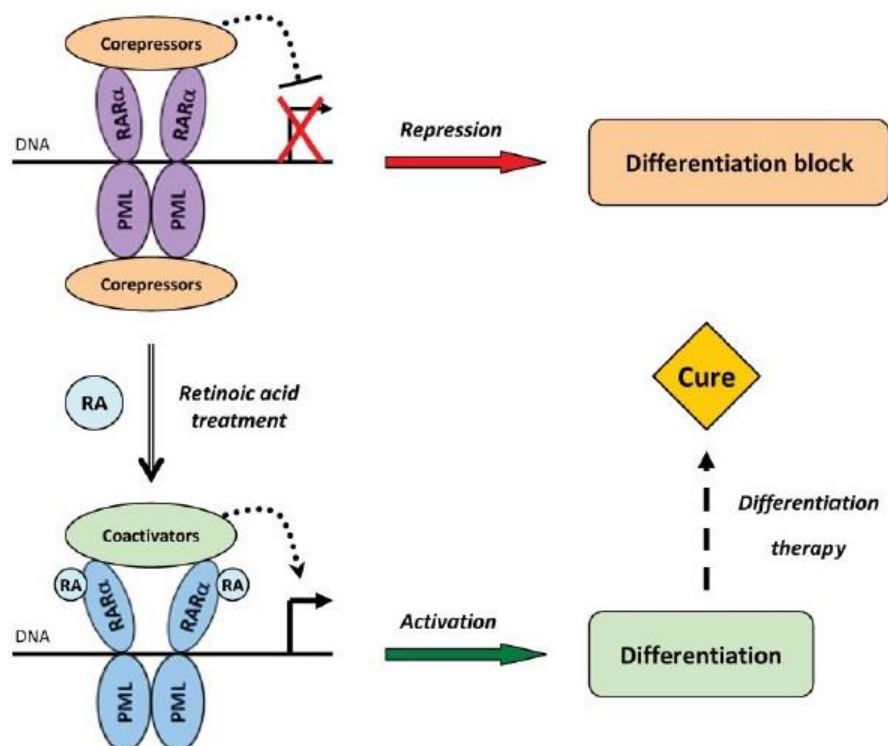 Corepressors
RARα RARα
DNA
PML PML
Corepressors
Repression
Differentiation block
RA
Retinoic acid
treatment
Cure
Differentiation
therapy
Coactivators
RA RA
RARα RARα
DNA
PML PML
Activation
Differentiation